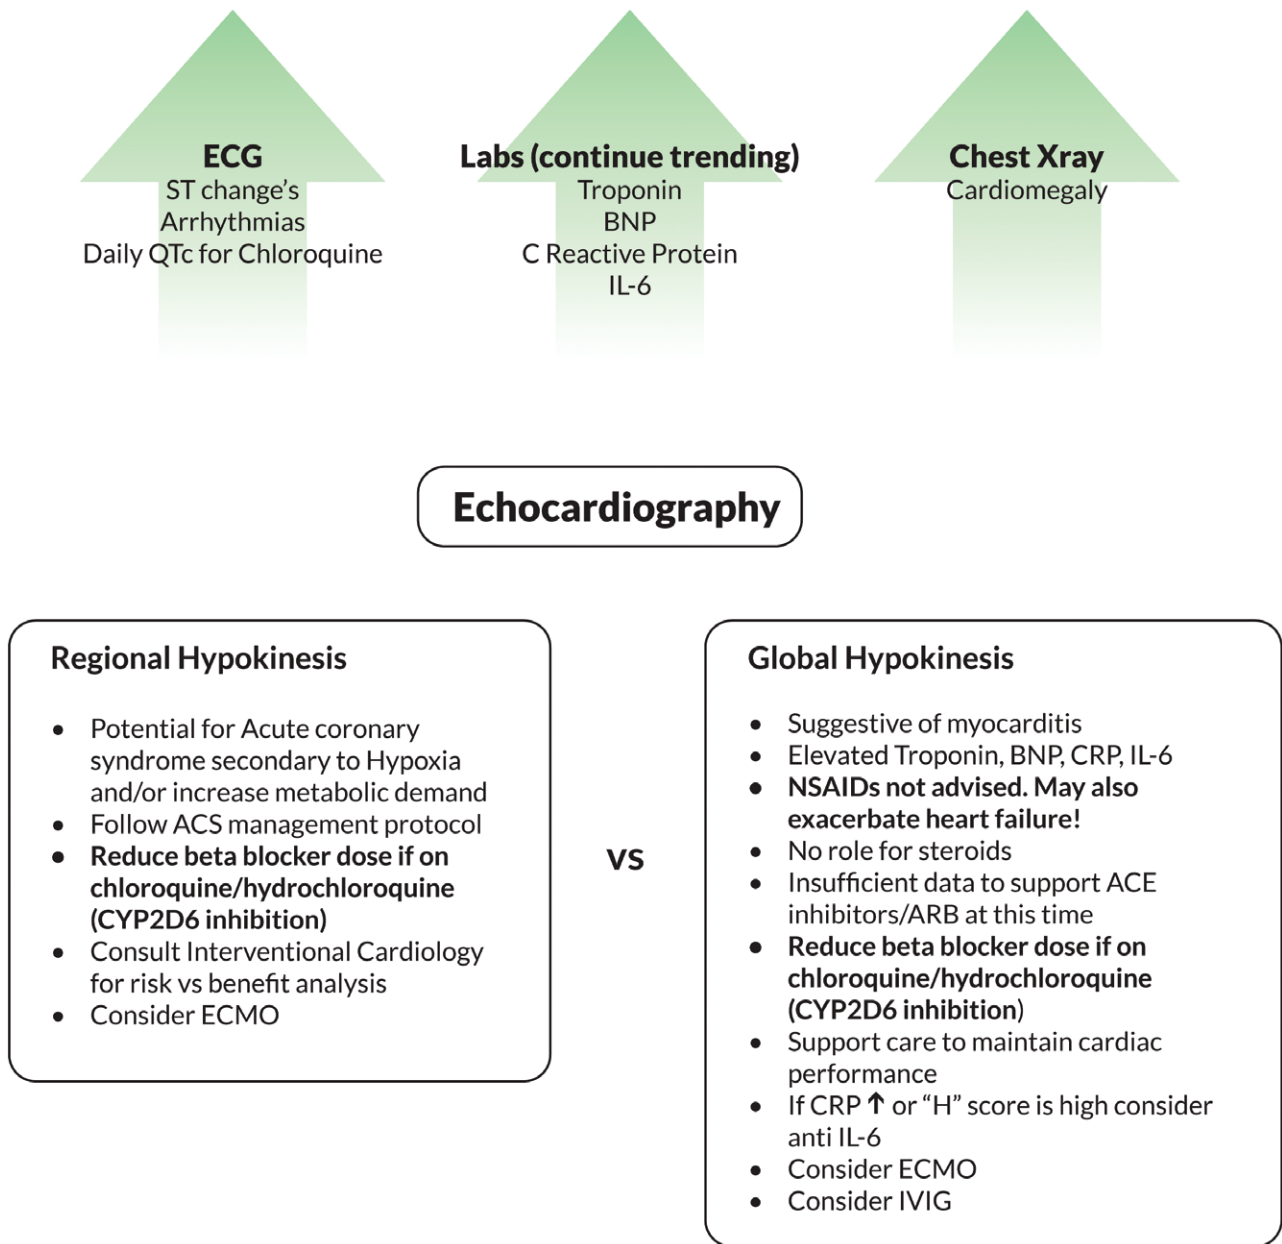 ECG
ST change's
Arrhythmias
Daily QTc for Chloroquine
Labs (continue trending)
Troponin
BNP
C Reactive Protein
IL-6
Chest Xray
Cardiomegaly
Echocardiography
Regional Hypokinesis
• Potential for Acute coronary
syndrome secondary to Hypoxia
and/or increase metabolic demand
• Follow ACS management protocol
• Reduce beta blocker dose if on
chloroquine/hydrochloroquine
(CYP2D6 inhibition)
• Consult Interventional Cardiology
for risk vs benefit analysis
• Consider ECMO
vs
Global Hypokinesis
• Suggestive of myocarditis
• Elevated Troponin, BNP, CRP, IL-6
• NSAIDs not advised. May also
exacerbate heart failure!
• No role for steroids
• Insufficient data to support ACE
inhibitors/ARB at this time
• Reduce beta blocker dose if on
chloroquine/hydrochloroquine
(CYP2D6 inhibition)
• Support care to maintain cardiac
performance
• If CRP ↑ or “H” score is high consider
anti IL-6
• Consider ECMO
• Consider IVIG